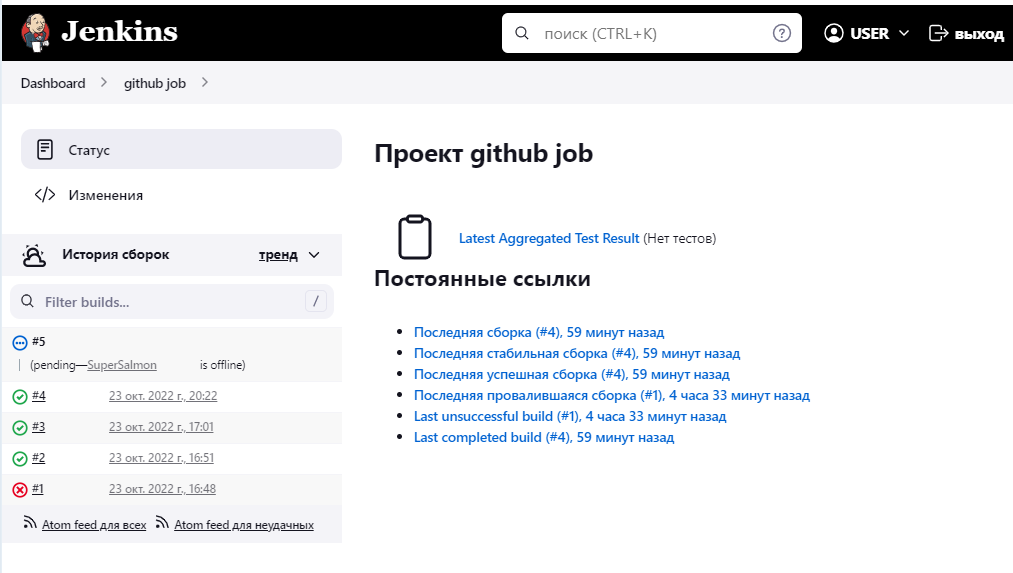 Jenkins
поиск (CTRL+K)
?
USER
выход
Dashboard
github job
Статус
Изменения
История сборок
тренд
Filter builds...
/
#5
(pending—SuperSalmon is offline)
#4 23 окт. 2022 г., 20:22
#3 23 окт. 2022 г., 17:01
#2 23 окт. 2022 г., 16:51
#1 23 окт. 2022 г., 16:48
Atom feed для всех Atom feed для неудачных
Проект github job
Latest Aggregated Test Result (Нет тестов)
Постоянные ссылки
Последняя сборка (#4), 59 минут назад
Последняя стабильная сборка (#4), 59 минут назад
Последняя успешная сборка (#4), 59 минут назад
Последняя провалившаяся сборка (#1), 4 часа 33 минут назад
Last unsuccessful build (#1), 4 часа 33 минут назад
Last completed build (#4), 59 минут назад